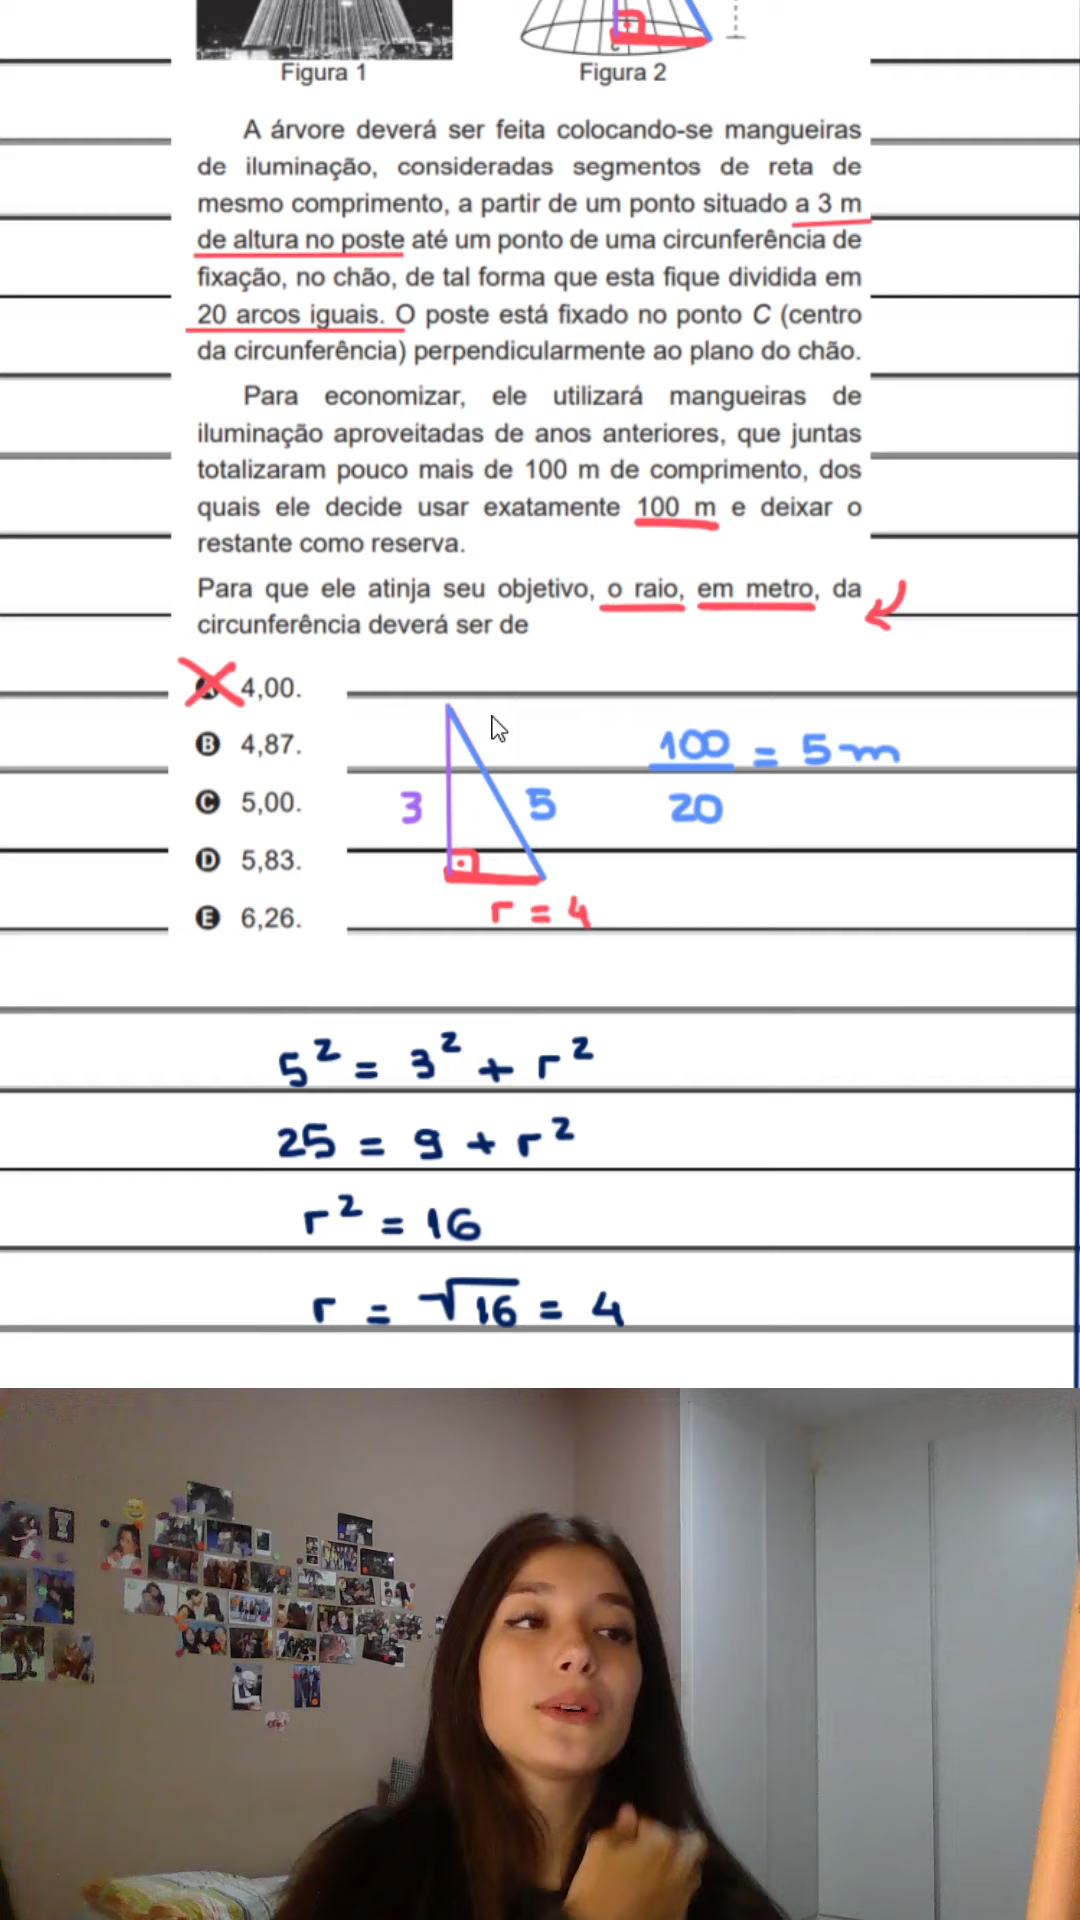 Figura 1
Figura 2
A árvore deverá ser feita colocando-se mangueiras
de iluminação, consideradas segmentos de reta de
mesmo comprimento, a partir de um ponto situado a 3 m
de altura no poste até um ponto de uma circunferência de
fixação, no chão, de tal forma que esta fique dividida em
20 arcos iguais. O poste está fixado no ponto C (centro
da circunferência) perpendicularmente ao plano do chão.
Para economizar, ele utilizará mangueiras de
iluminação aproveitadas de anos anteriores, que juntas
totalizaram pouco mais de 100 m de comprimento, dos
quais ele decide usar exatamente 100 m e deixar o
restante como reserva.
Para que ele atinja seu objetivo, o raio, em metro, da
circunferência deverá ser de
A 4,00.
B 4,87.
C 5,00.
D 5,83.
E 6,26.
3
5
r = 4
100
20
= 5 m
5² = 3² + r²
25 = 9 + r²
r² = 16
r = √16 = 4